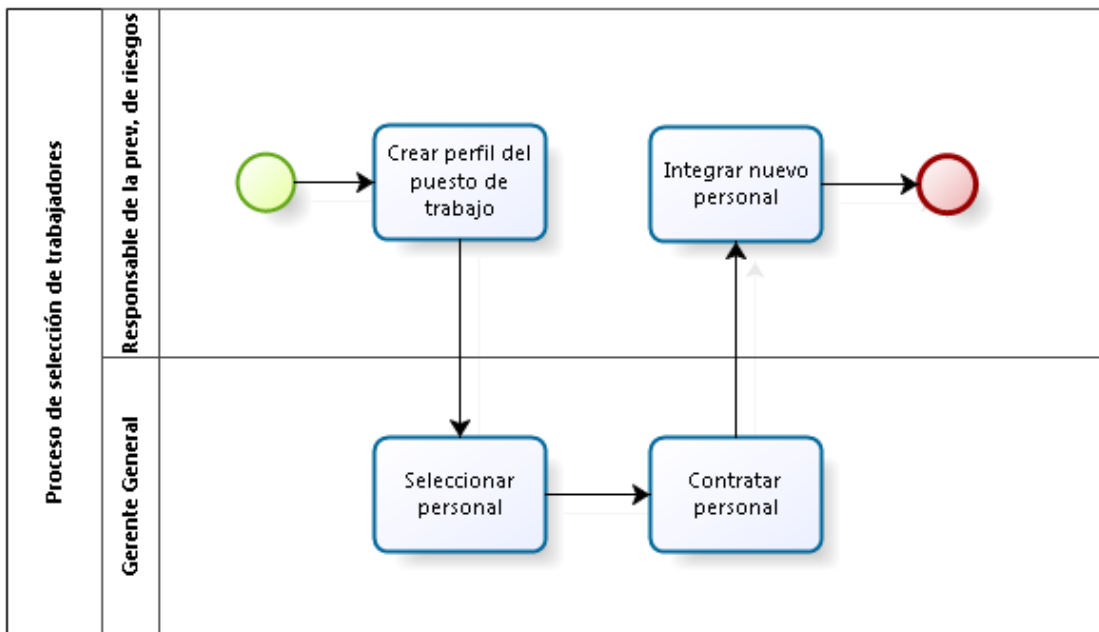 Proceso de selección de trabajadores
Responsable de la prev, de riesgos
Crear perfil del
puesto de
trabajo
Integrar nuevo
personal
Gerente General
Seleccionar
personal
Contratar
personal